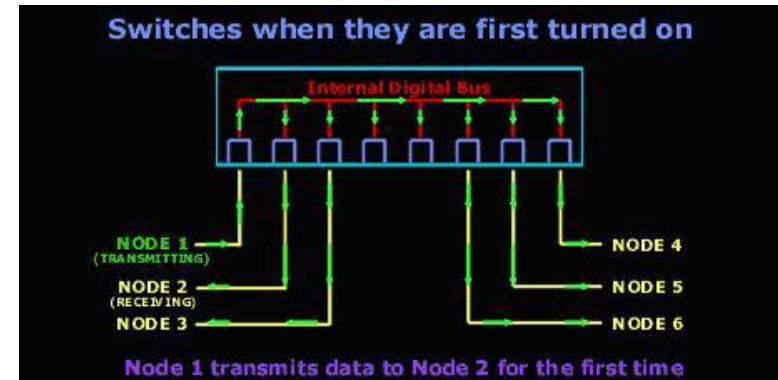 Switches when they are first turned on
Internal Digital Bus
NODE 1
(TRANSMITTING)
NODE 2
(RECEIVING)
NODE 3
NODE 4
NODE 5
NODE 6
Node 1 transmits data to Node 2 for the first time